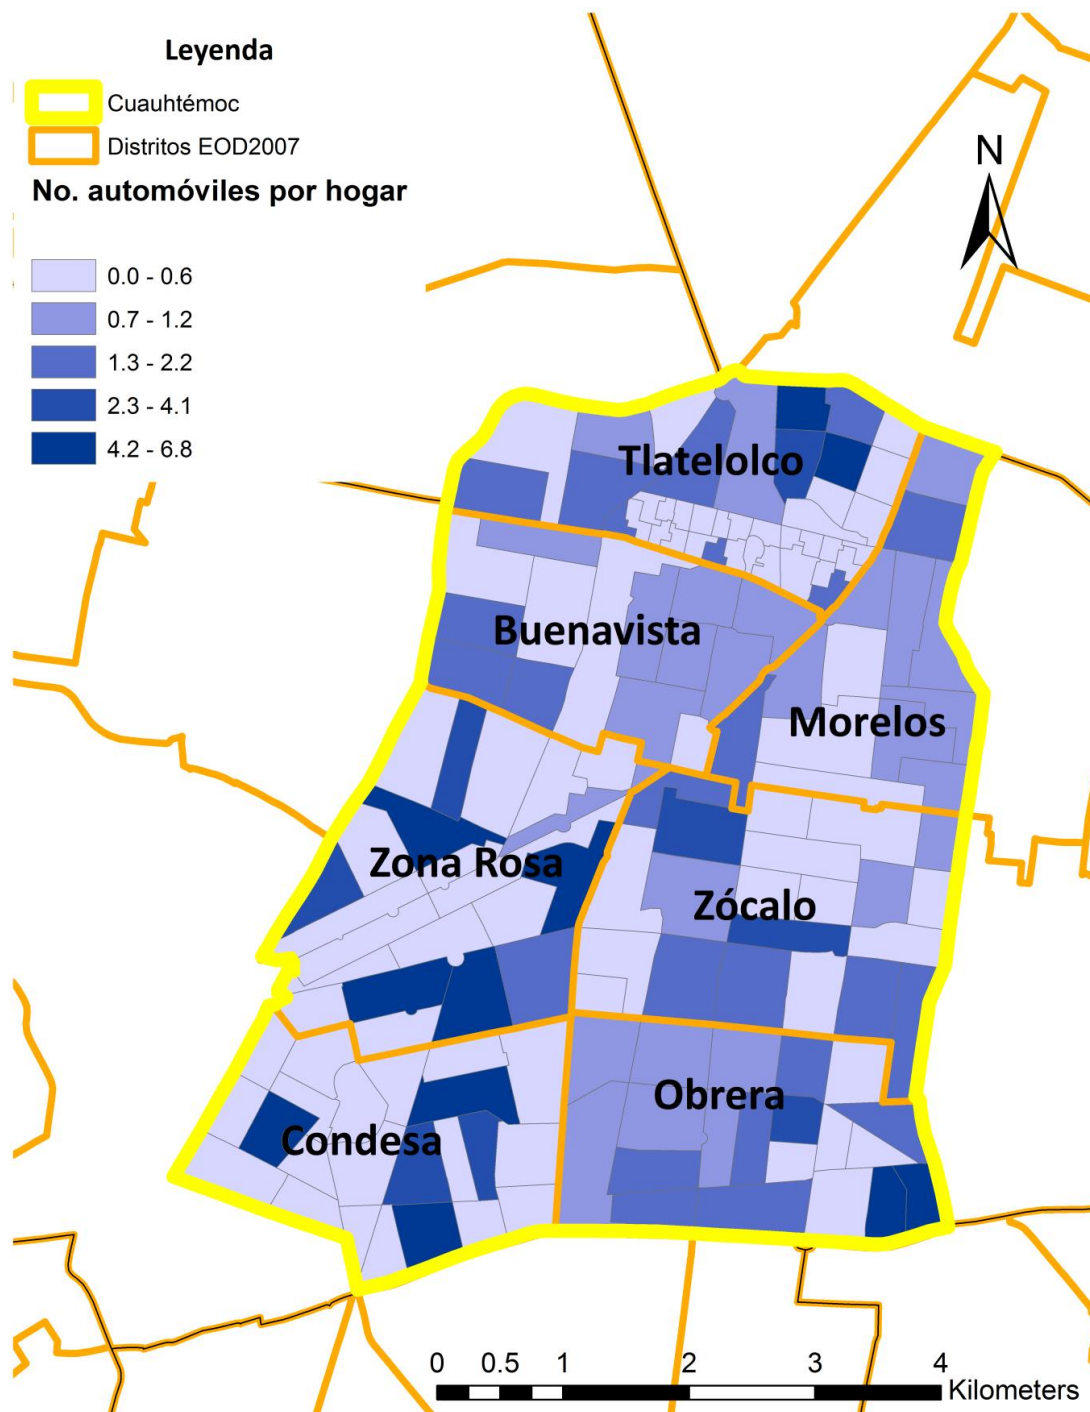 Leyenda
Cuauhtémoc
Distritos EOD2007
No. automóviles por hogar
0.0 - 0.6
0.7 - 1.2
1.3 - 2.2
2.3 - 4.1
4.2 - 6.8
N
Tlatelolco
Buenavista
Morelos
Zona Rosa
Zócalo
Obrera
Condesa
0 0.5 1 2 3 4
Kilometers